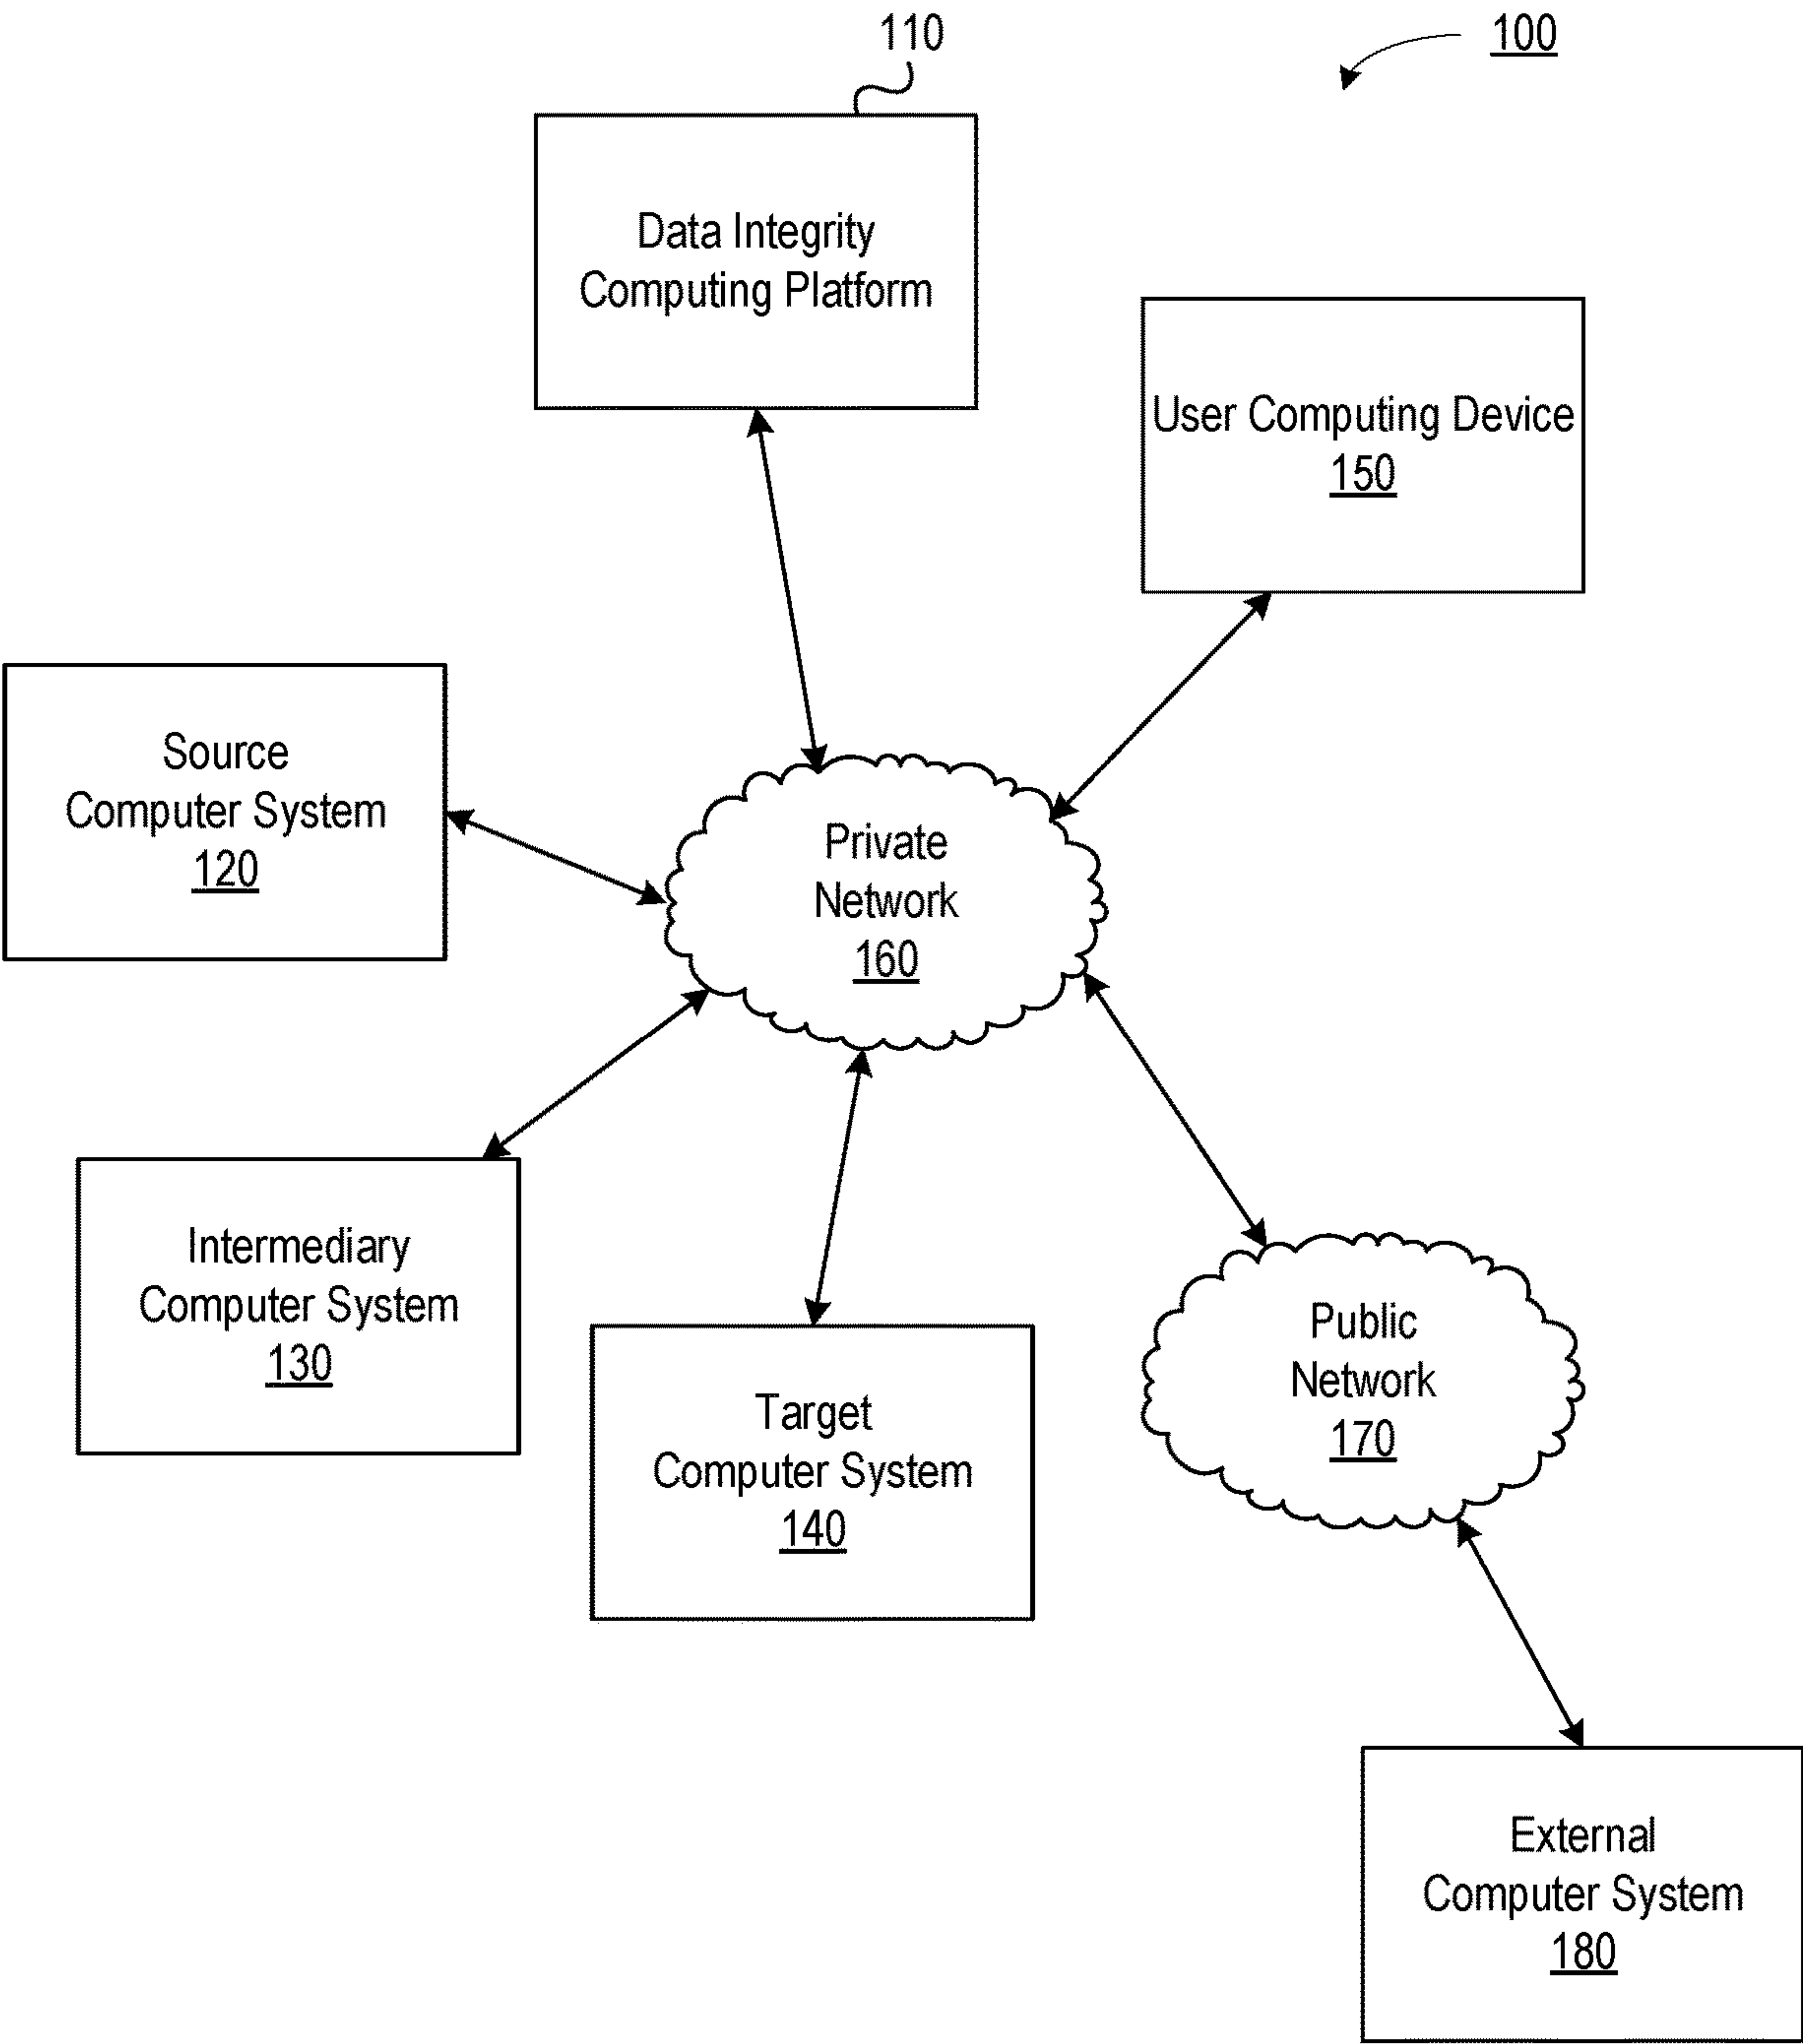 110
100
Data Integrity
Computing Platform
User Computing Device
150
Source
Computer System
120
Private
Network
160
Intermediary
Computer System
130
Target
Computer System
140
Public
Network
170
External
Computer System
180